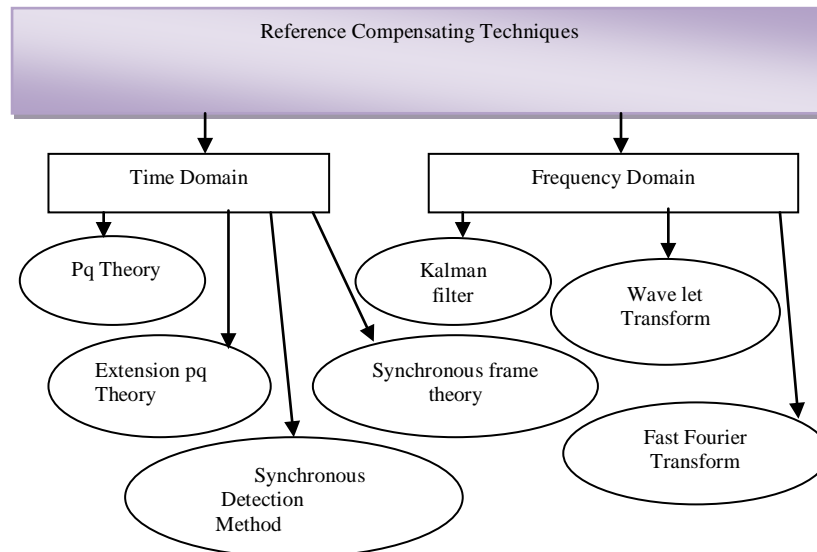 Reference Compensating Techniques
Time Domain
Frequency Domain
Pq Theory
Kalman
filter
Wave let
Transform
Extension pq
Theory
Synchronous frame
theory
Fast Fourier
Transform
Synchronous
Detection
Method